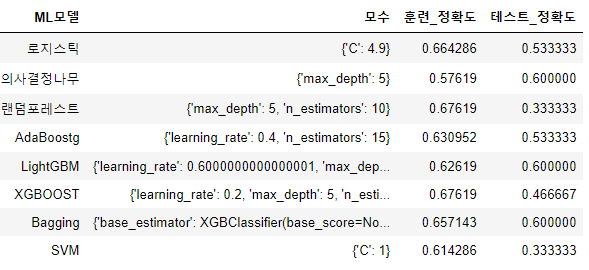 ML모델 모수 훈련_정확도 테스트_정확도
로지스틱 {'C': 4.9} 0.664286 0.533333
의사결정나무 {'max_depth': 5} 0.57619 0.600000
랜덤포레스트 {'max_depth': 5, 'n_estimators': 10} 0.67619 0.333333
AdaBoostg {'learning_rate': 0.4, 'n_estimators': 15} 0.630952 0.533333
LightGBM {'learning_rate': 0.6000000000000001, 'max_dep... 0.62619 0.600000
XGBOOST {'learning_rate': 0.2, 'max_depth': 5, 'n_esti... 0.67619 0.466667
Bagging {'base_estimator': XGBClassifier(base_score=No... 0.657143 0.600000
SVM {'C': 1} 0.614286 0.333333